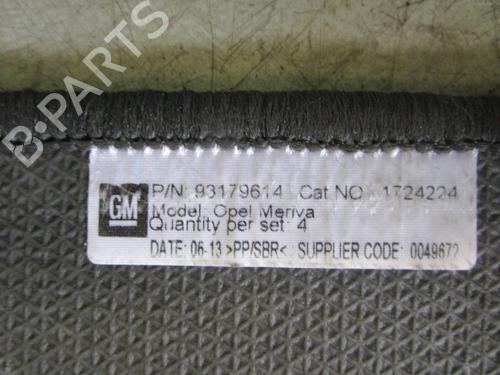 B-PARTS
GM
P/N: 93179614 Cat NO 1724224
Model: Opel Meriva
Quantity per set: 4
DATE: 06-13 >PP/SBR< SUPPLIER CODE: 0049672